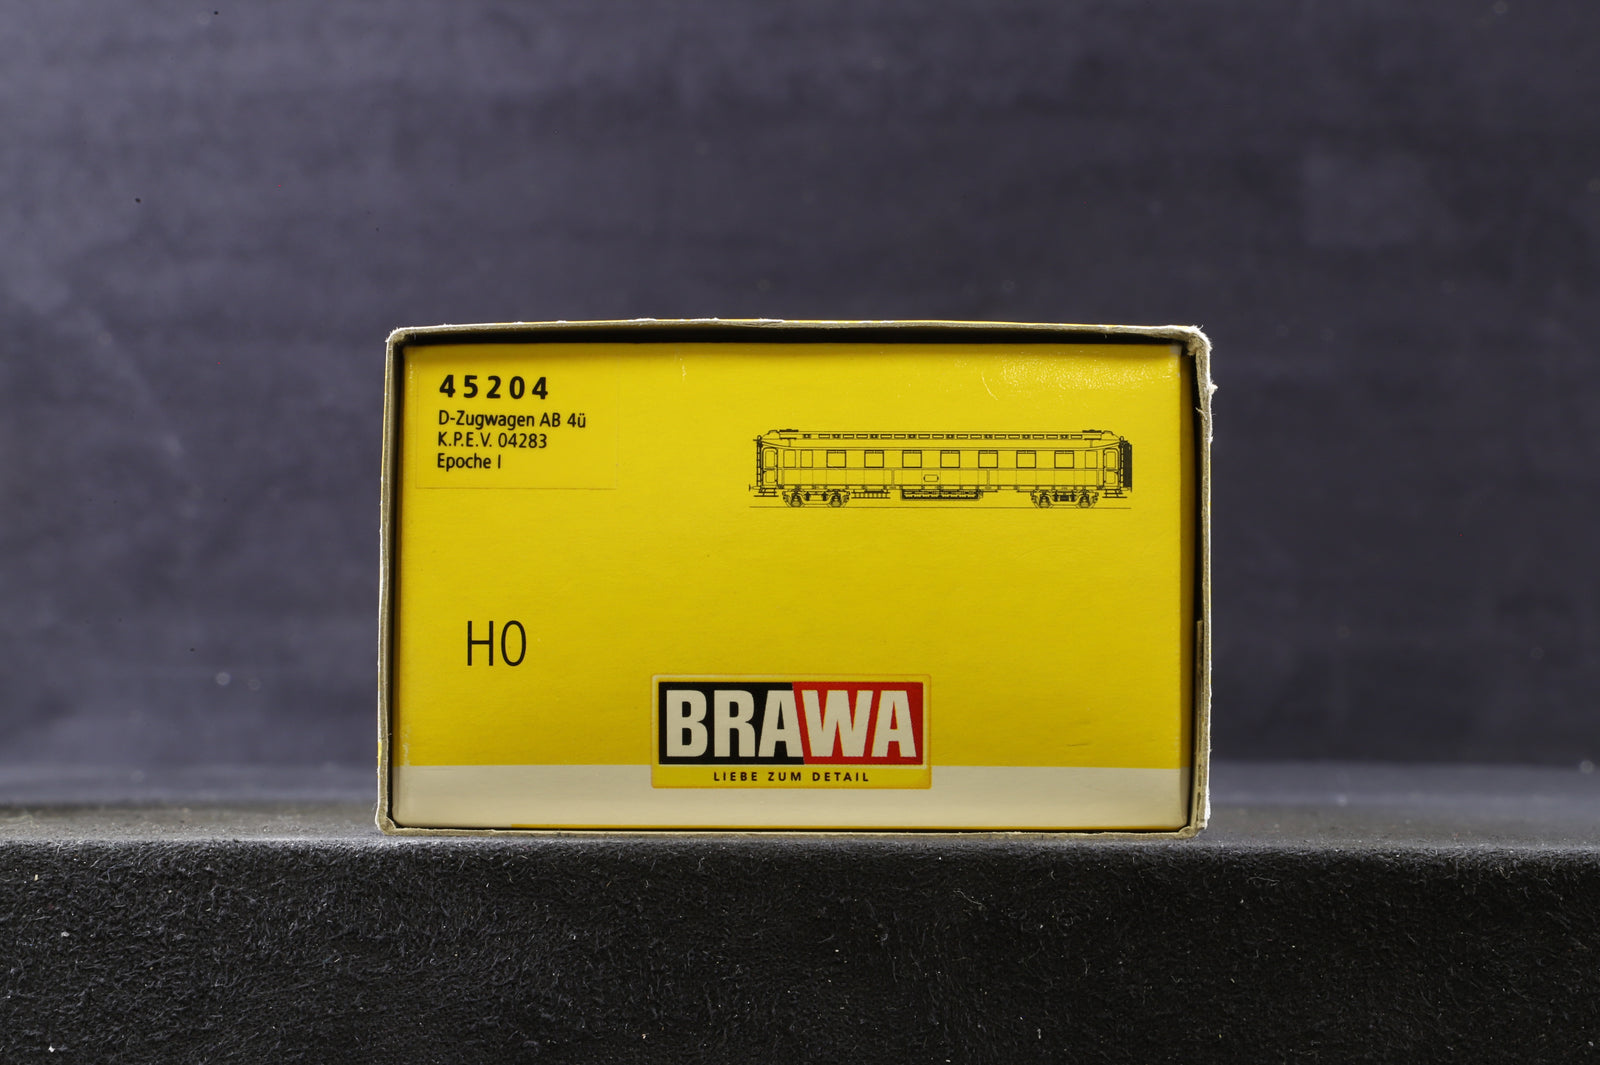 45204
D-Zugwagen AB 4ü
K.P.E.V. 04283
Epoche I
H0
BRAWA
LIEBE ZUM DETAIL